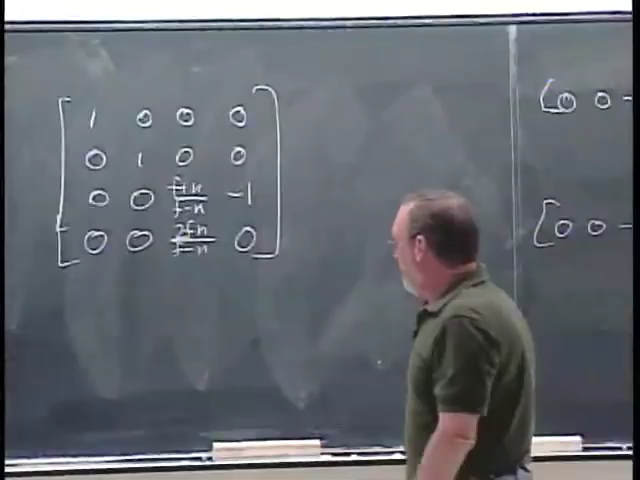 1 0 0 0
0 1 0 0
0 0 f+n/f-n -1
0 0 2fn/f-n 0
[0 0 -
[0 0 -